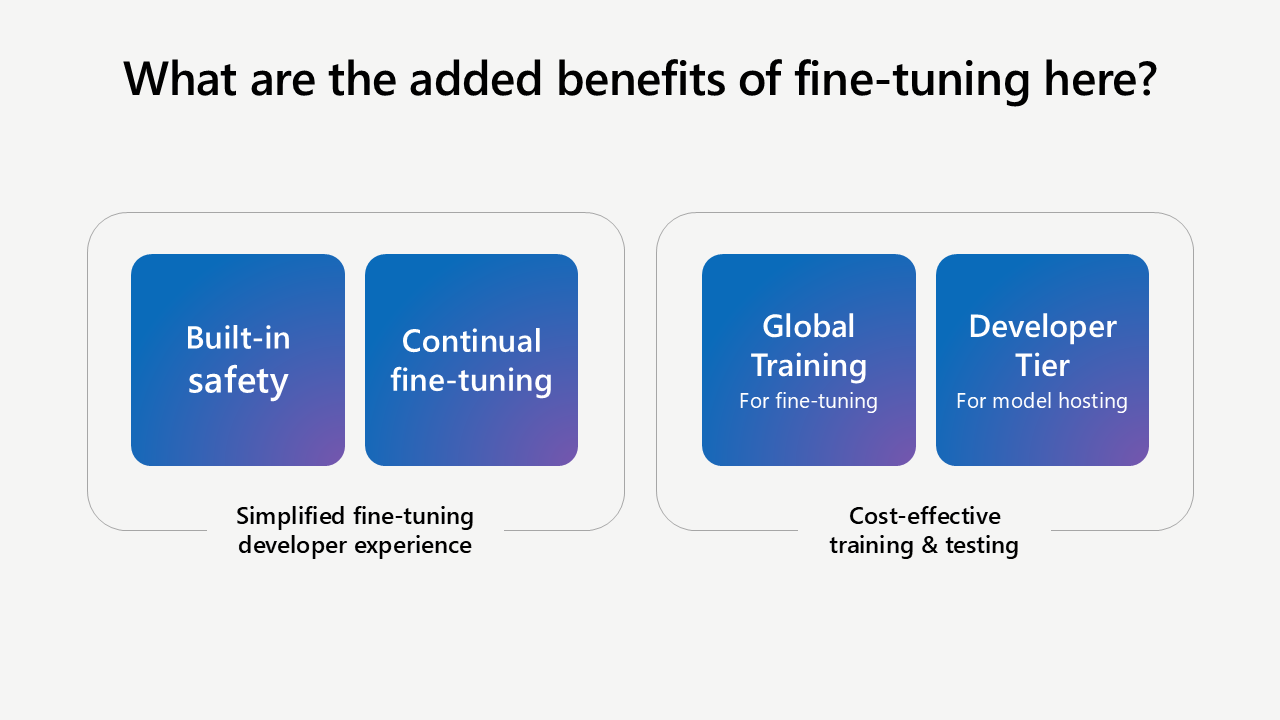 What are the added benefits of fine-tuning here?
Built-in
safety
Continual
fine-tuning
Simplified fine-tuning
developer experience
Global
Training
For fine-tuning
Developer
Tier
For model hosting
Cost-effective
training & testing